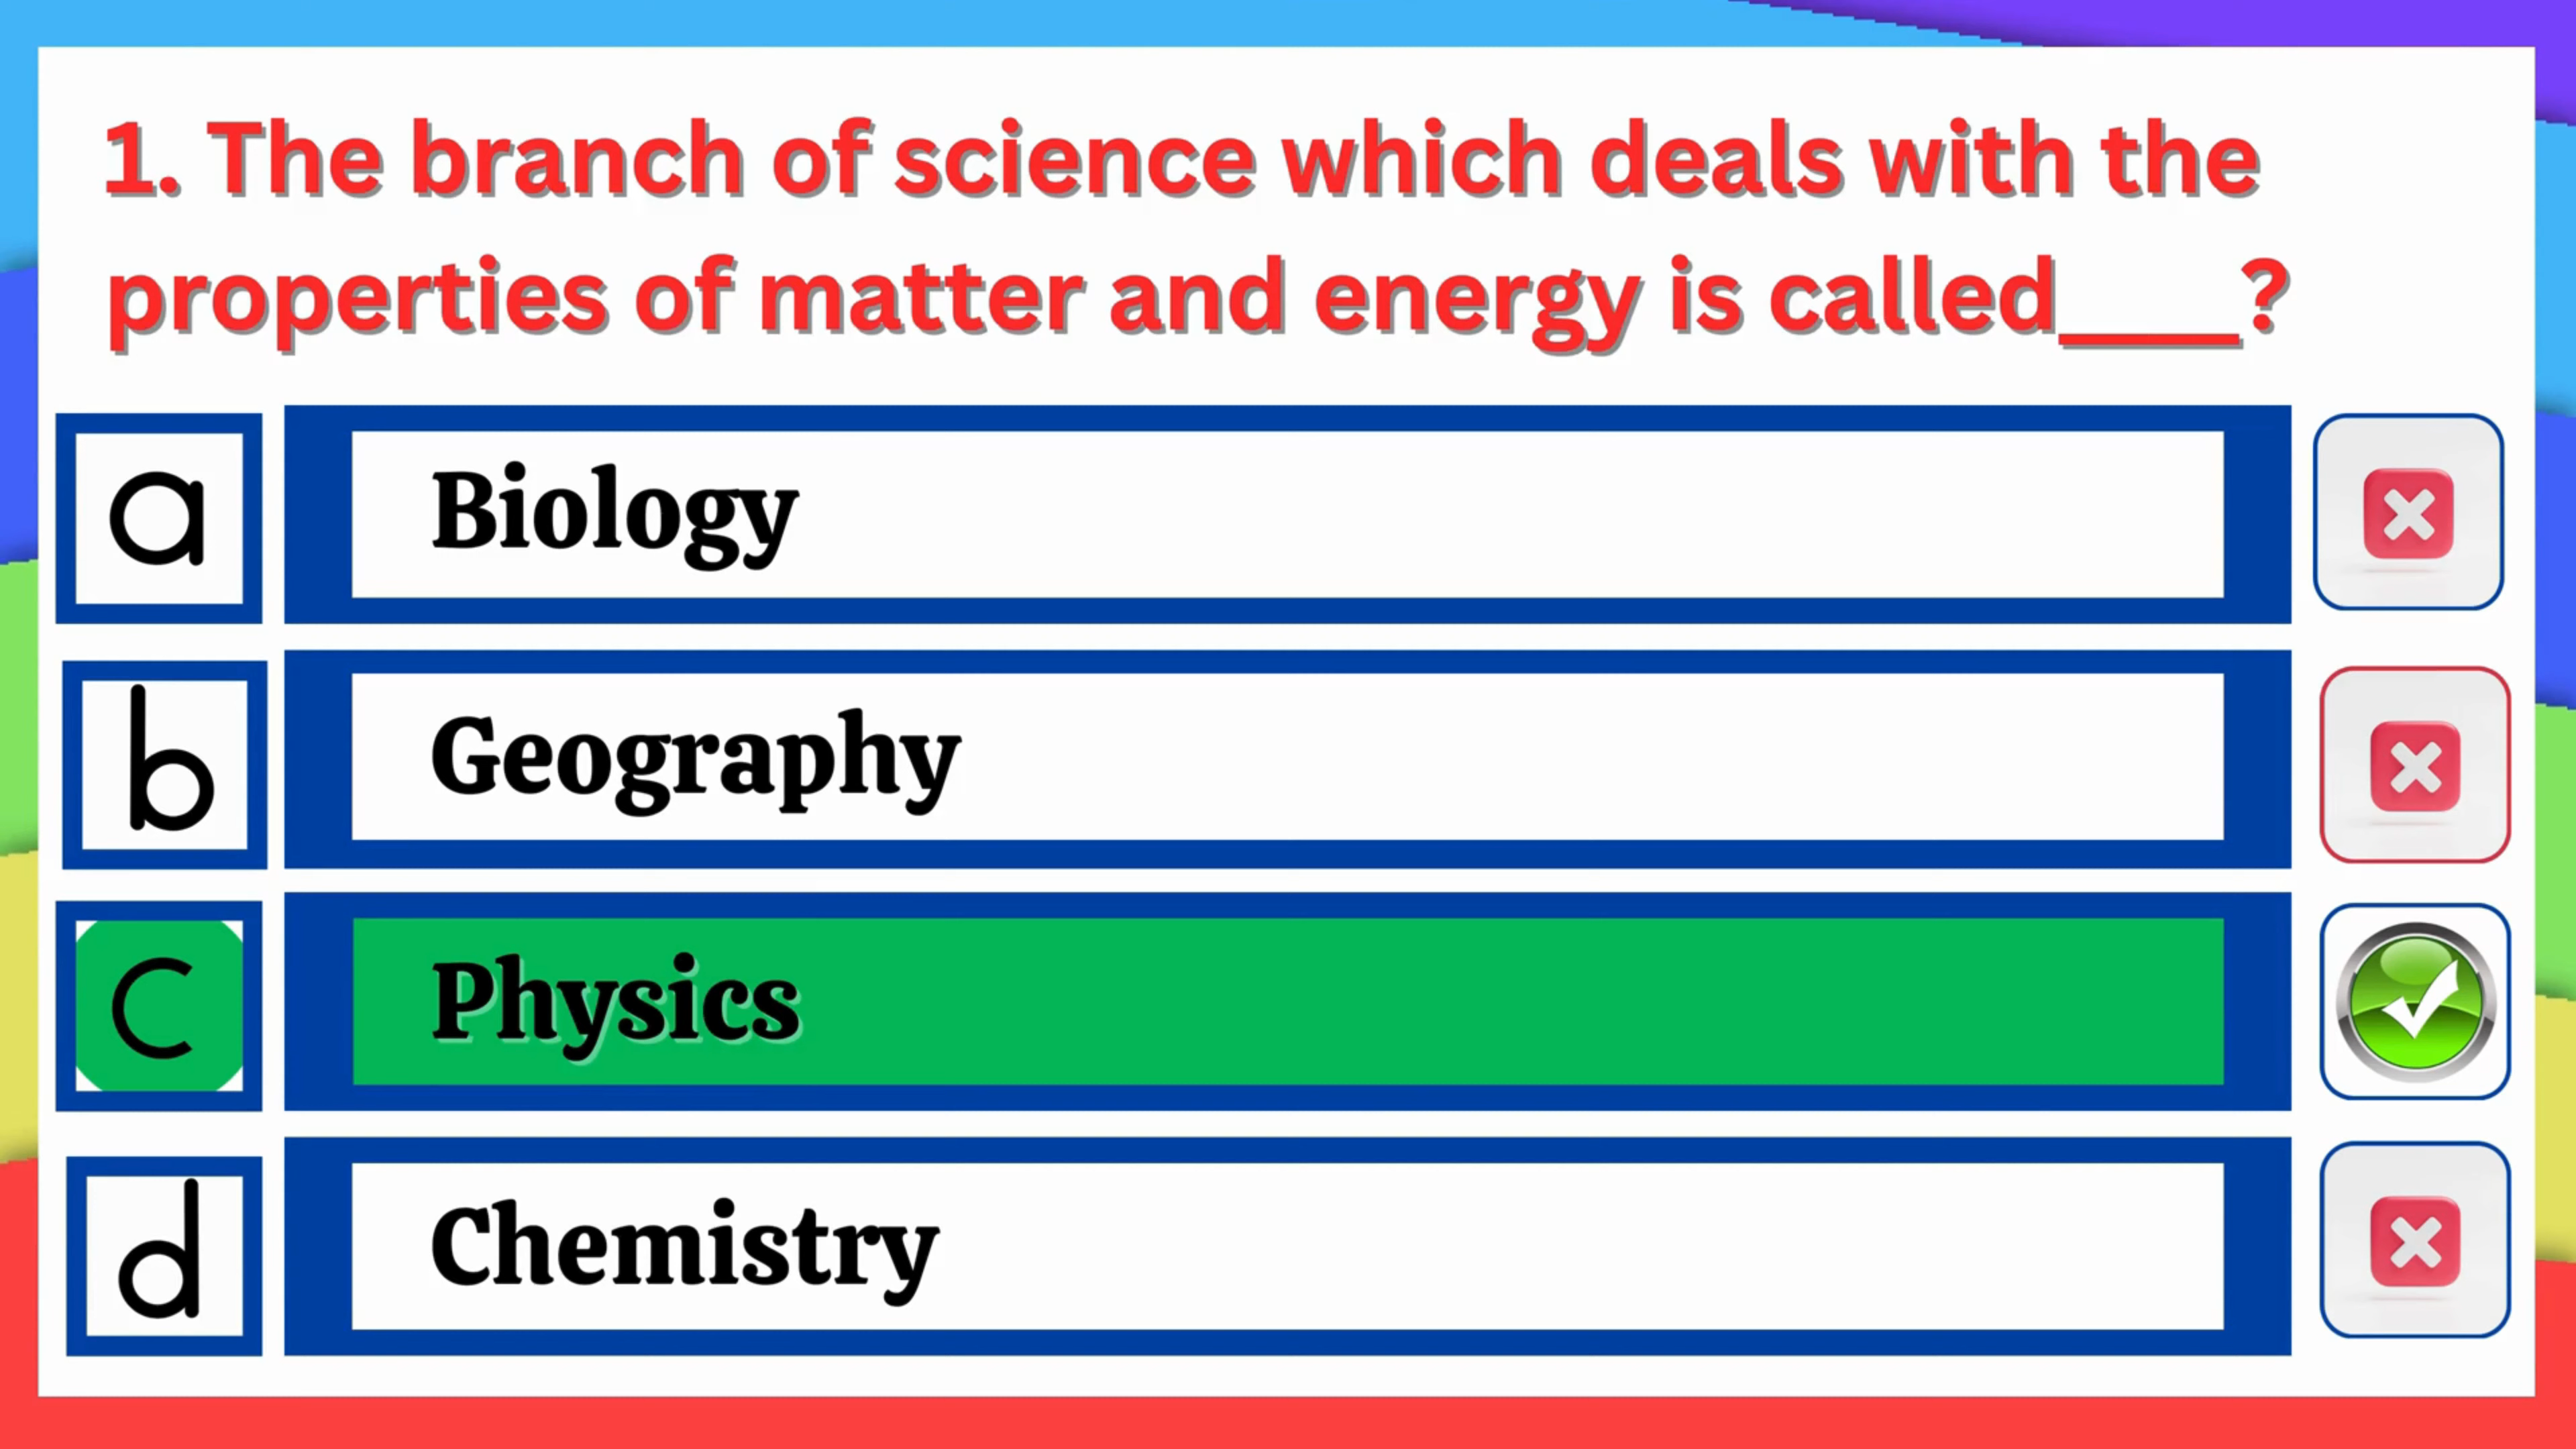 1. The branch of science which deals with the
properties of matter and energy is called____?
a Biology
b Geography
c Physics
d Chemistry